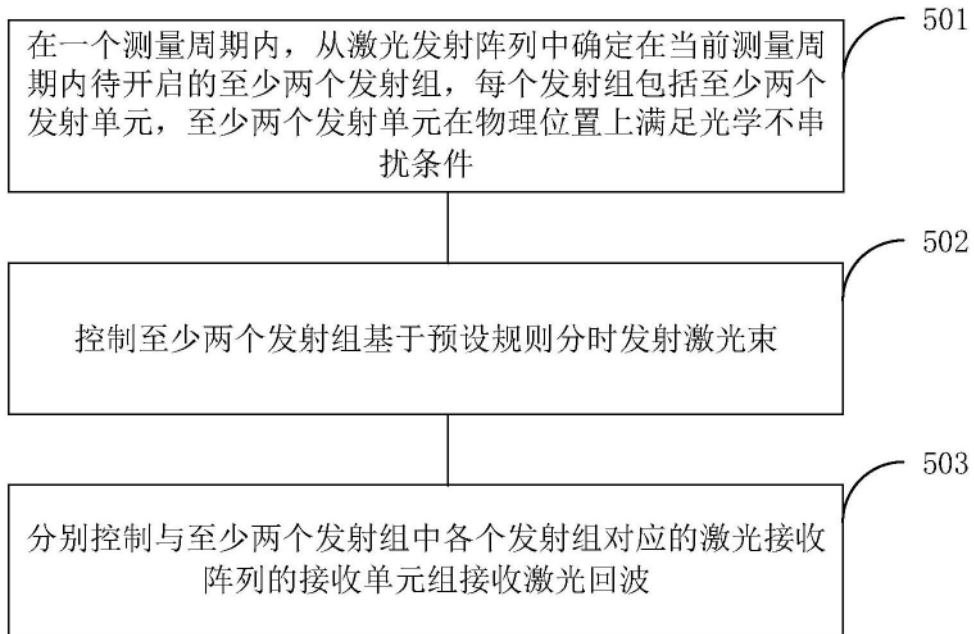 501
在一个测量周期内，从激光发射阵列中确定在当前测量周
期内待开启的至少两个发射组，每个发射组包括至少两个
发射单元，至少两个发射单元在物理位置上满足光学不串
扰条件
502
控制至少两个发射组基于预设规则分时发射激光束
503
分别控制与至少两个发射组中各个发射组对应的激光接收
阵列的接收单元组接收激光回波